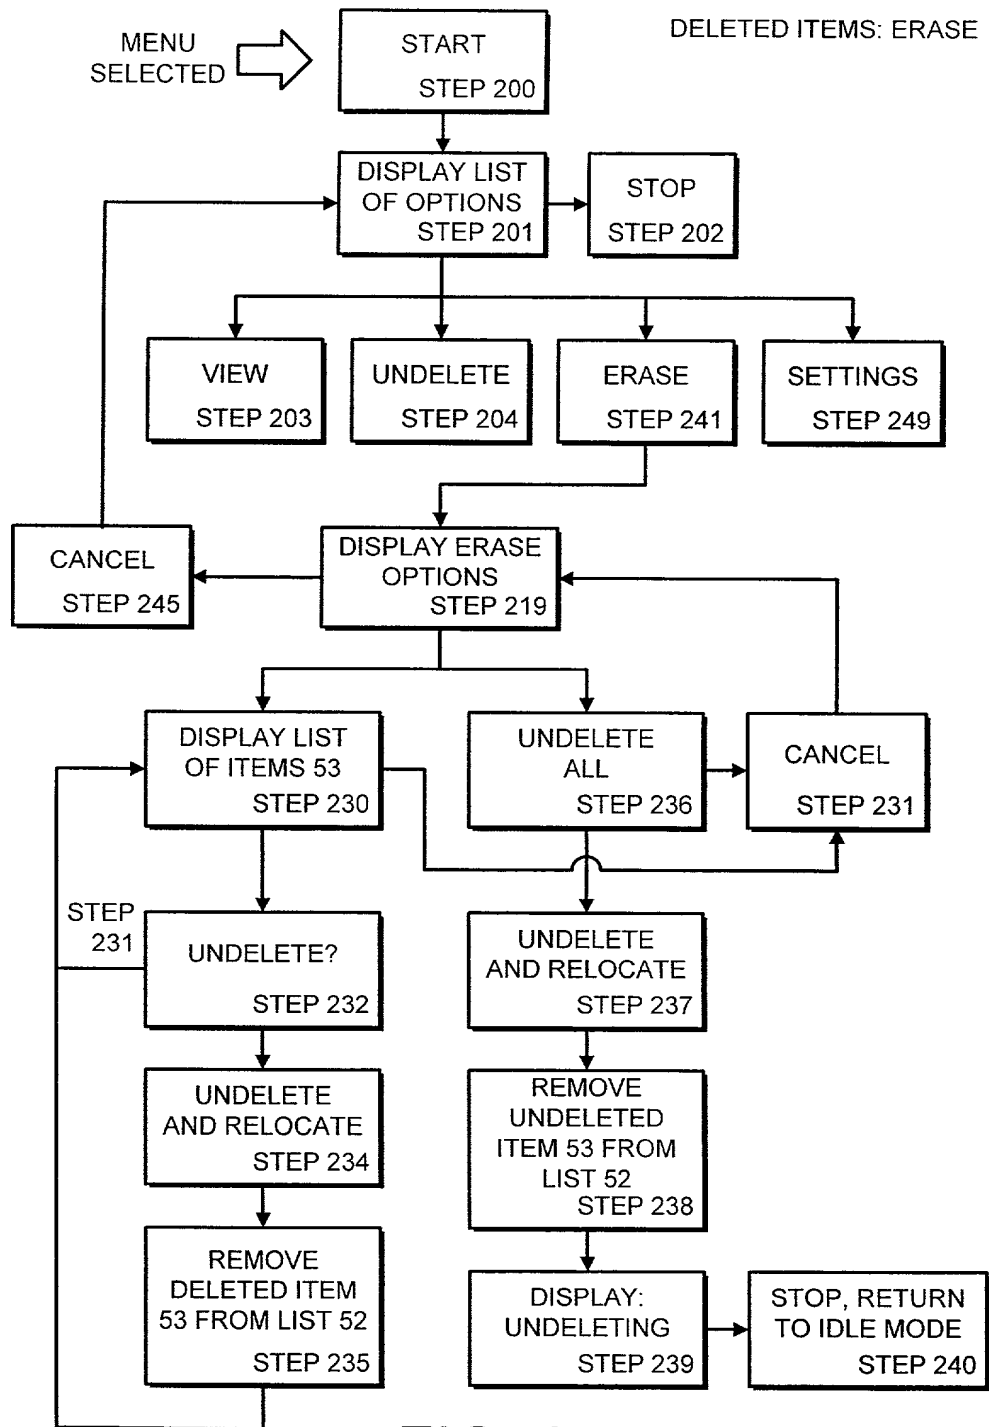 DELETED ITEMS: ERASE
MENU
SELECTED
START
STEP 200
DISPLAY LIST
OF OPTIONS
STEP 201
STOP
STEP 202
VIEW
STEP 203
UNDELETE
STEP 204
ERASE
STEP 241
SETTINGS
STEP 249
CANCEL
STEP 245
DISPLAY ERASE
OPTIONS
STEP 219
DISPLAY LIST
OF ITEMS 53
STEP 230
UNDELETE
ALL
STEP 236
CANCEL
STEP 231
STEP
231
UNDELETE?
STEP 232
UNDELETE
AND RELOCATE
STEP 237
UNDELETE
AND RELOCATE
STEP 234
REMOVE
UNDELETED
ITEM 53 FROM
LIST 52
STEP 238
REMOVE
DELETED ITEM
53 FROM LIST 52
STEP 235
DISPLAY:
UNDELETING
STEP 239
STOP, RETURN
TO IDLE MODE
STEP 240